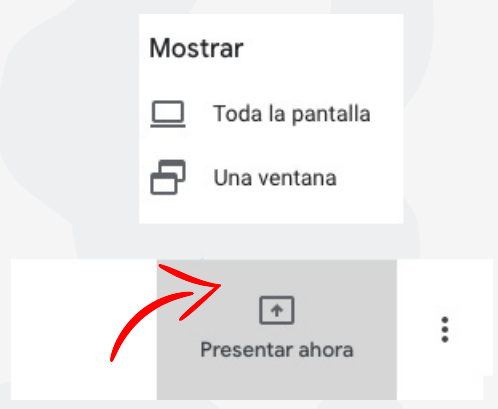 Mostrar
Toda la pantalla
Una ventana
Presentar ahora